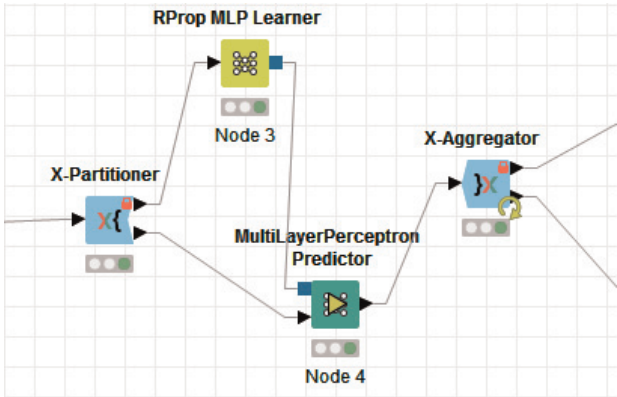 RProp MLP Learner
Node 3
X-Partitioner
X{
X-Aggregator
}X
MultiLayerPerceptron
Predictor
Node 4